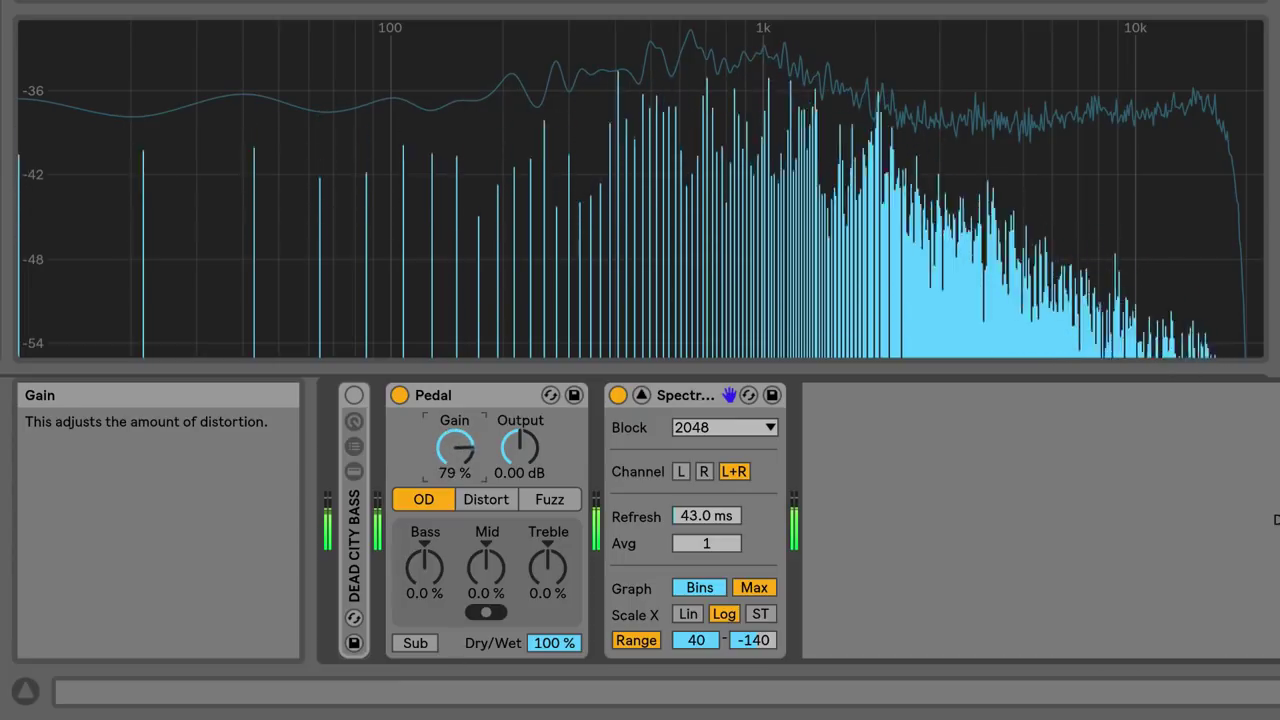 100 1k 10k
-36
-42
-48
-54
Gain
This adjusts the amount of distortion.
DEAD CITY BASS
Pedal
Gain Output
79 % 0.00 dB
OD Distort Fuzz
Bass Mid Treble
0.0 % 0.0 % 0.0 %
Sub Dry/Wet 100 %
Spectr...
Block 2048
Channel L R L+R
Refresh 43.0 ms
Avg 1
Graph Bins Max
Scale X Lin Log ST
Range 40 - -140